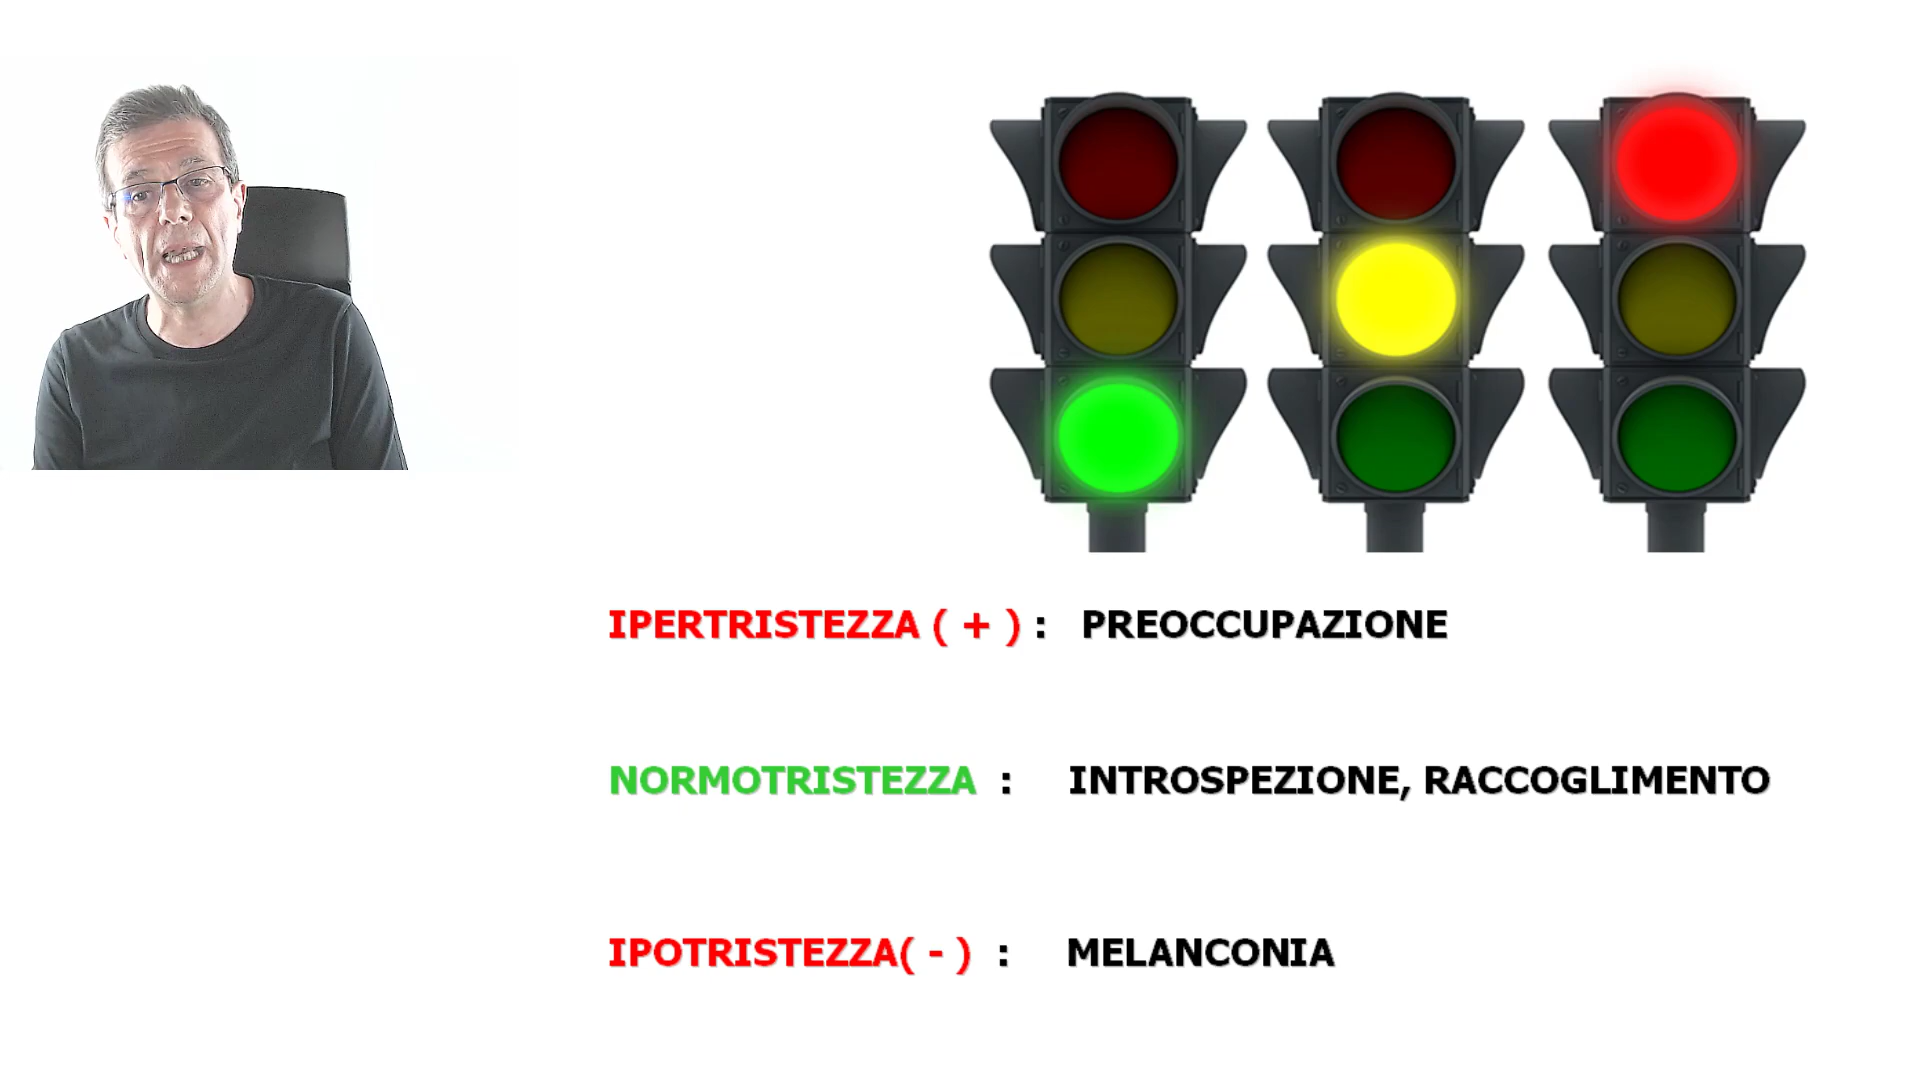 IPERTRISTEZZA ( + ) : PREOCCUPAZIONE
NORMOTRISTEZZA : INTROSPEZIONE, RACCOGLIMENTO
IPOTRISTEZZA( - ) : MELANCONIA